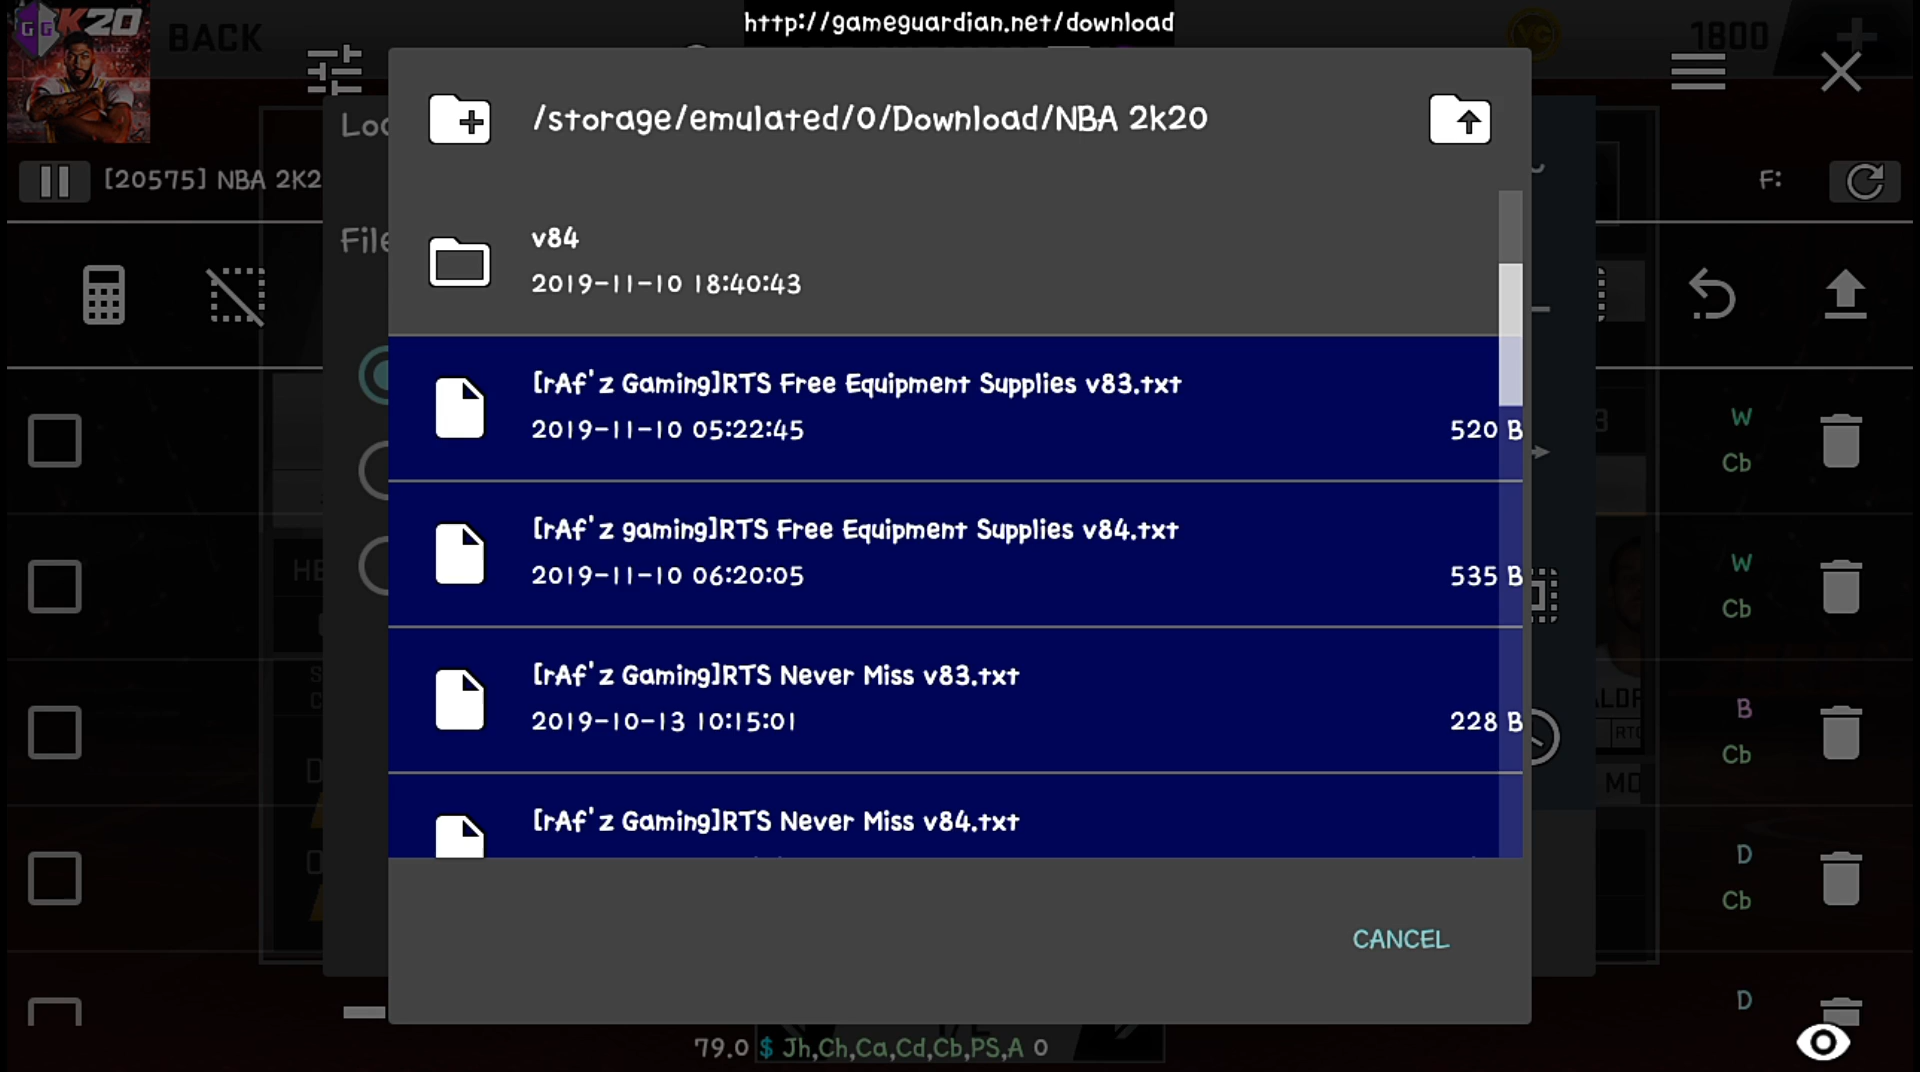 http://gameguardian.net/download
K20
BACK
1800
/storage/emulated/0/Download/NBA 2k20
[20575] NBA 2K2
F:
v84
2019-11-10 18:40:43
File
[rAf'z Gaming]RTS Free Equipment Supplies v83.txt
2019-11-10 05:22:45
520 B
W
Cb
[rAf'z gaming]RTS Free Equipment Supplies v84.txt
2019-11-10 06:20:05
535 B
W
Cb
[rAf'z Gaming]RTS Never Miss v83.txt
2019-10-13 10:15:01
228 B
B
Cb
[rAf'z Gaming]RTS Never Miss v84.txt
D
Cb
CANCEL
D
79.0 $ Jh,Ch,Ca,Cd,Cb,PS,A 0